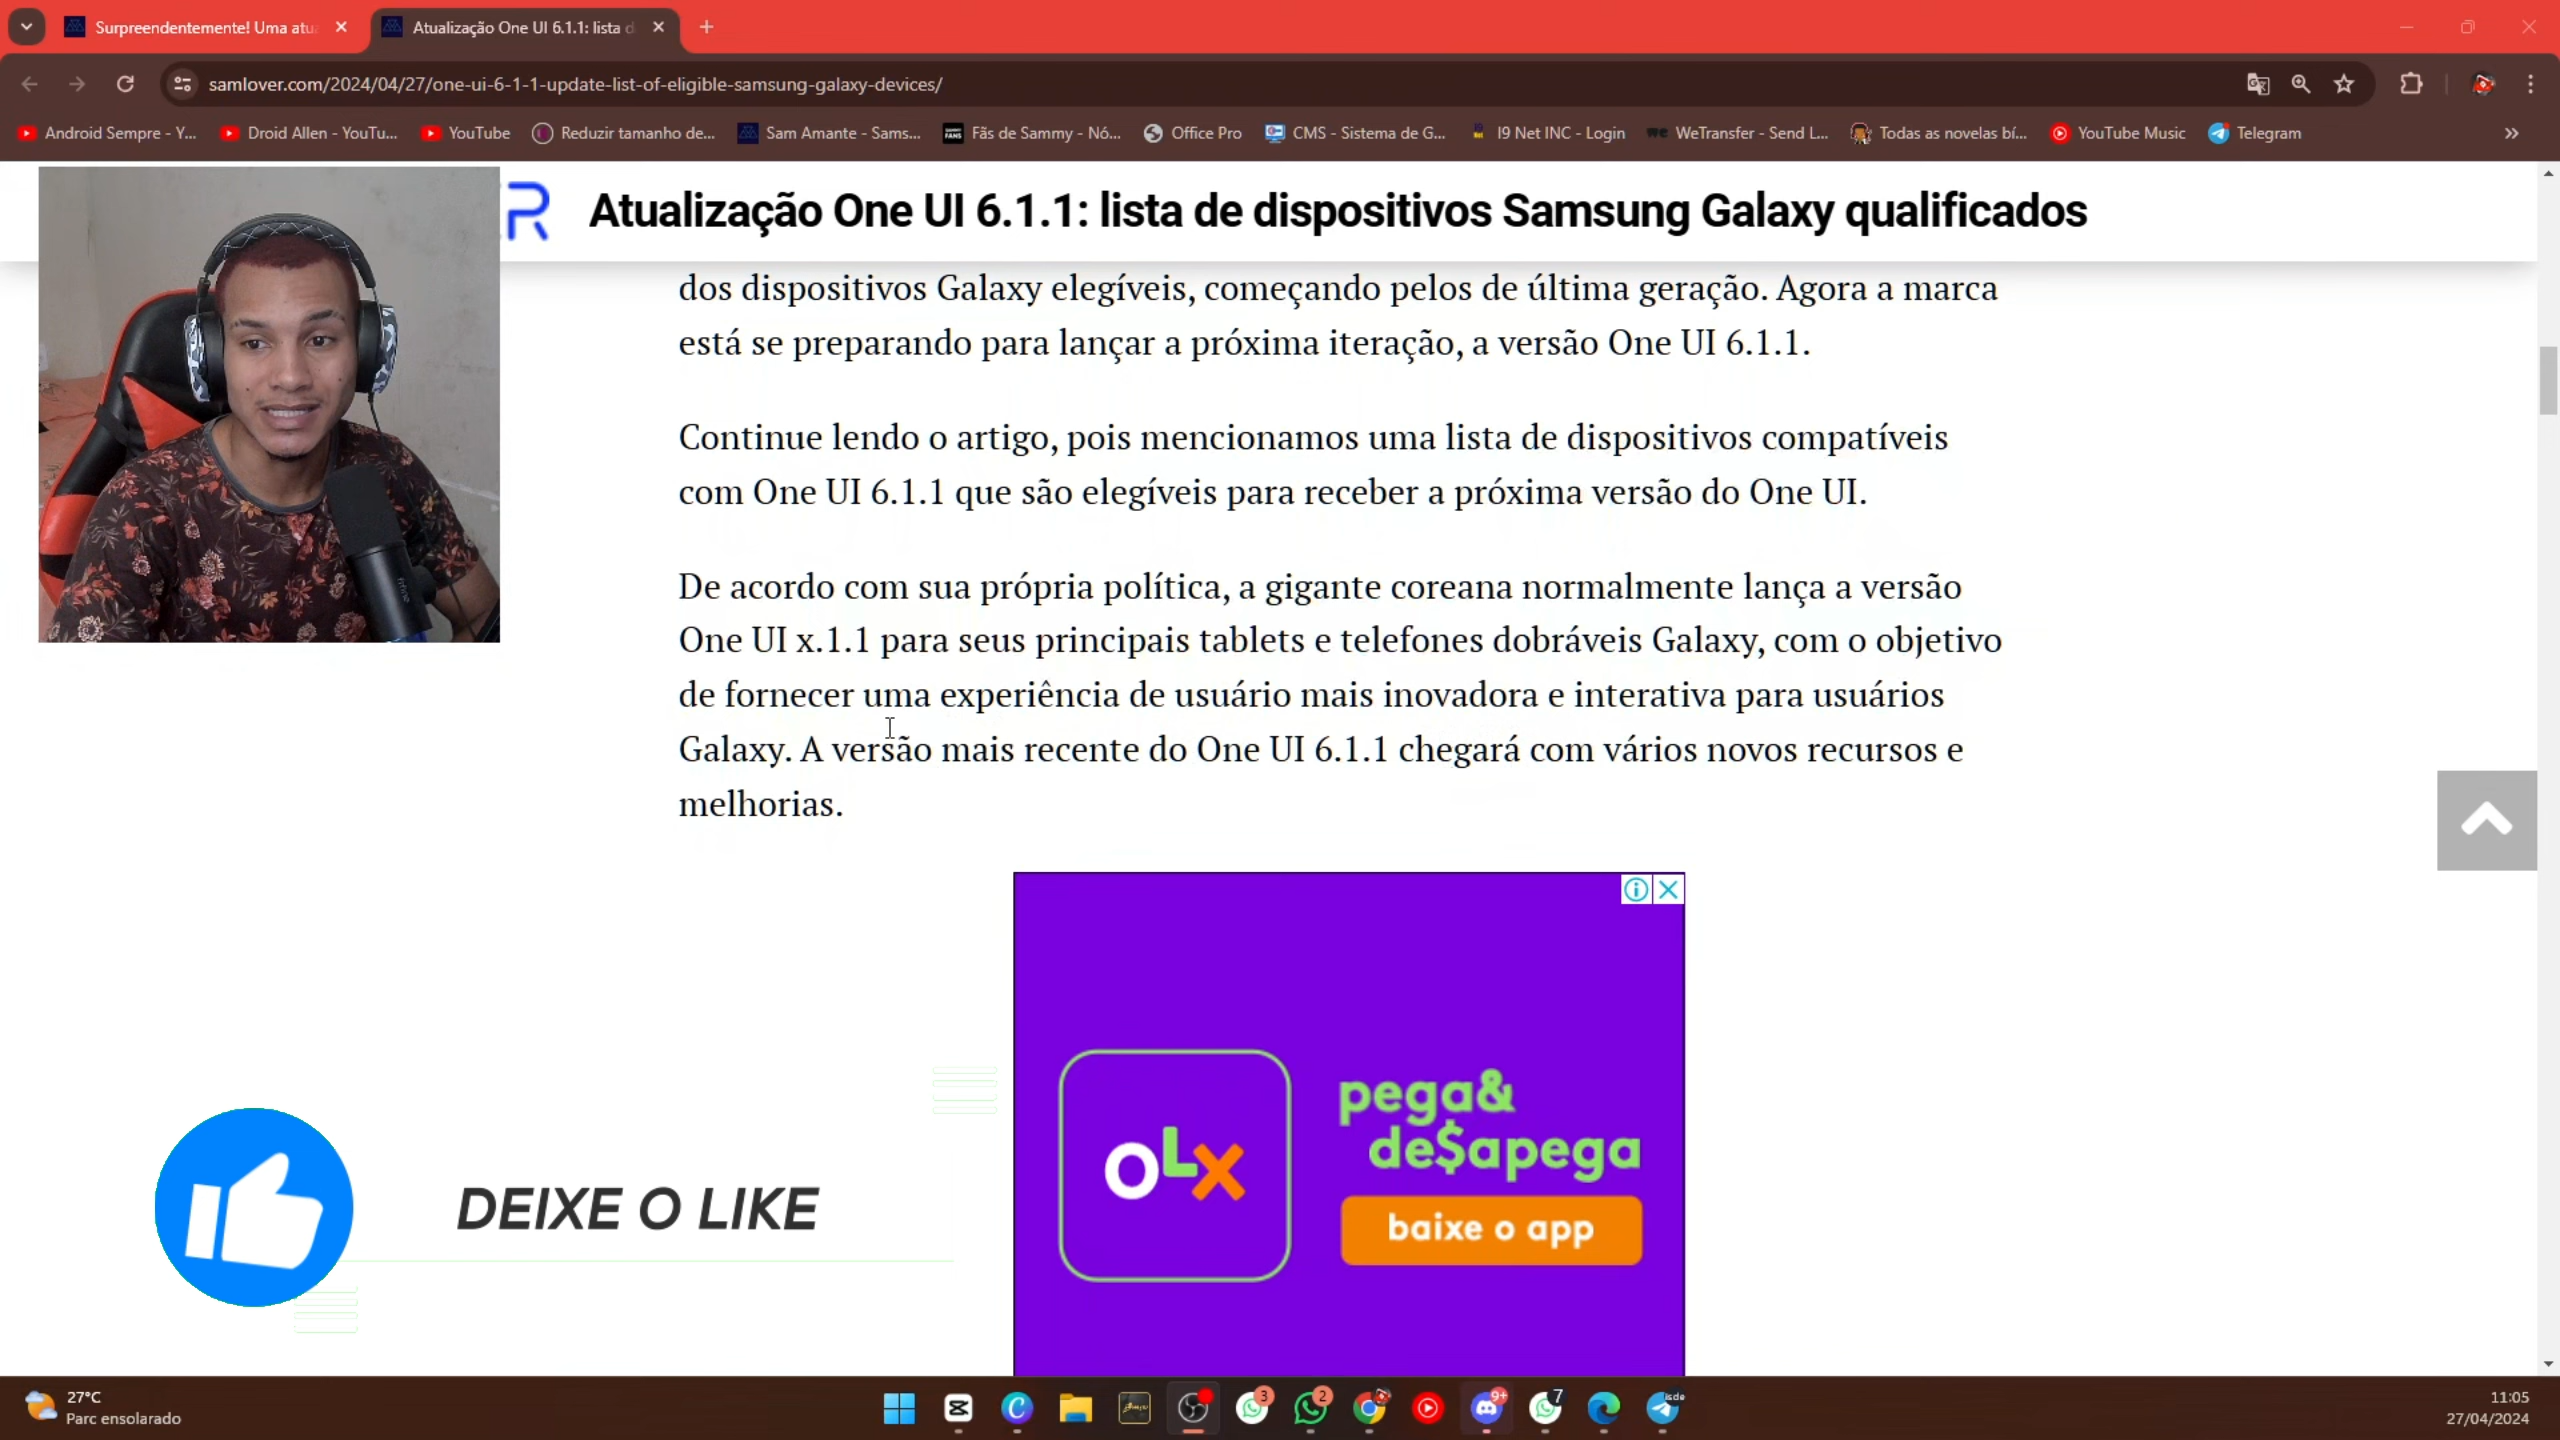 Surpreendentemente! Uma atu
Atualização One UI 6.1.1: lista d
samlover.com/2024/04/27/one-ui-6-1-1-update-list-of-eligible-samsung-galaxy-devices/
Android Sempre - Y...
Droid Allen - YouTu...
YouTube
Reduzir tamanho de...
Sam Amante - Sams...
Fãs de Sammy - Nó...
Office Pro
CMS - Sistema de G...
I9 Net INC - Login
WeTransfer - Send L...
Todas as novelas bí...
YouTube Music
Telegram
R
Atualização One UI 6.1.1: lista de dispositivos Samsung Galaxy qualificados
dos dispositivos Galaxy elegíveis, começando pelos de última geração. Agora a marca
está se preparando para lançar a próxima iteração, a versão One UI 6.1.1.
Continue lendo o artigo, pois mencionamos uma lista de dispositivos compatíveis
com One UI 6.1.1 que são elegíveis para receber a próxima versão do One UI.
De acordo com sua própria política, a gigante coreana normalmente lança a versão
One UI x.1.1 para seus principais tablets e telefones dobráveis Galaxy, com o objetivo
de fornecer uma experiência de usuário mais inovadora e interativa para usuários
Galaxy. A versão mais recente do One UI 6.1.1 chegará com vários novos recursos e
melhorias.
OLX
pega&
de$apega
baixe o app
DEIXE O LIKE
27°C
Parc ensolarado
3
2
9+
7
11:05
27/04/2024